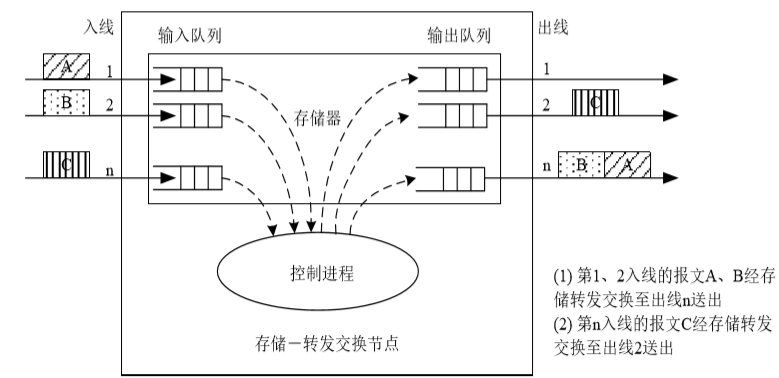 入线
输入队列
输出队列
出线
A
1
1
B
2
存储器
2
C
C
n
n
B
A
控制进程
(1) 第1、2入线的报文A、B经存
储转发交换至出线n送出
(2) 第n入线的报文C经存储转发
交换至出线2送出
存储－转发交换节点